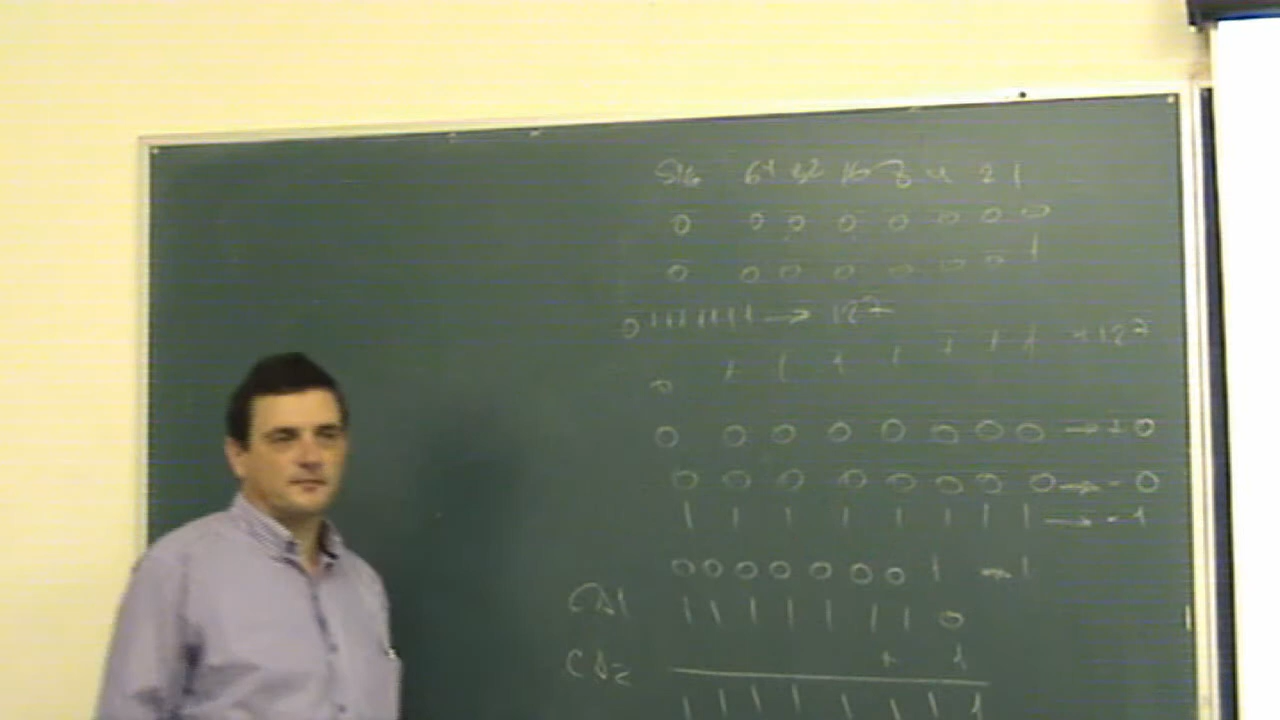 64 32 16 8 4 2 1
0 0 0 0 0 0 0 0
0 0 0 0 0 0 0 1
0 1 1 1 1 1 1 1 → 127
0 1 1 1 1 1 1 1 +127
0 0 0 0 0 0 0 0 → +0
0 0 0 0 0 0 0 0 → -0
1 1 1 1 1 1 1 1 → -1
0 0 0 0 0 0 0 1 → 1
CA1 1 1 1 1 1 1 1 0
CA2 + 1
1 1 1 1 1 1 1 1